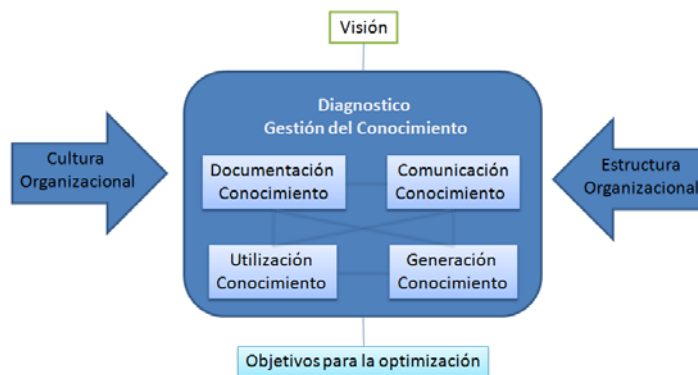 Visión
Diagnostico
Gestión del Conocimiento
Cultura
Organizacional
Documentación
Conocimiento
Comunicación
Conocimiento
Estructura
Organizacional
Utilización
Conocimiento
Generación
Conocimiento
Objetivos para la optimización